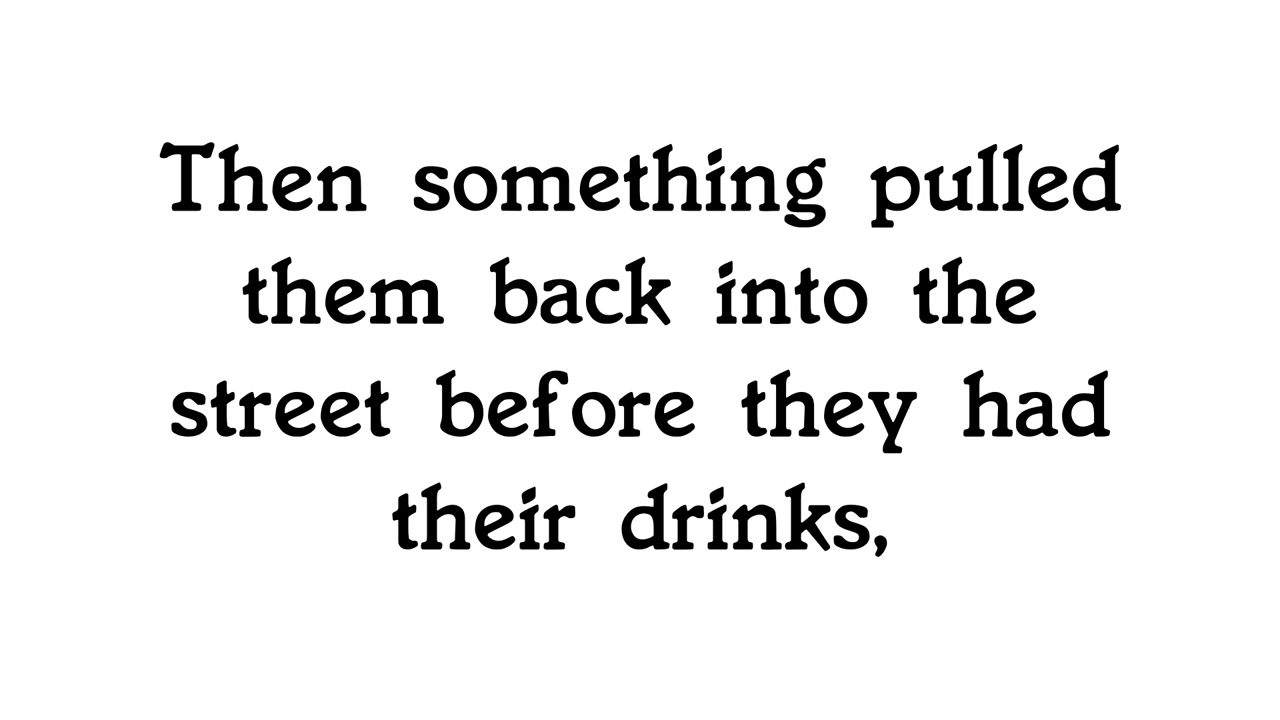 Then something pulled
them back into the
street before they had
their drinks,